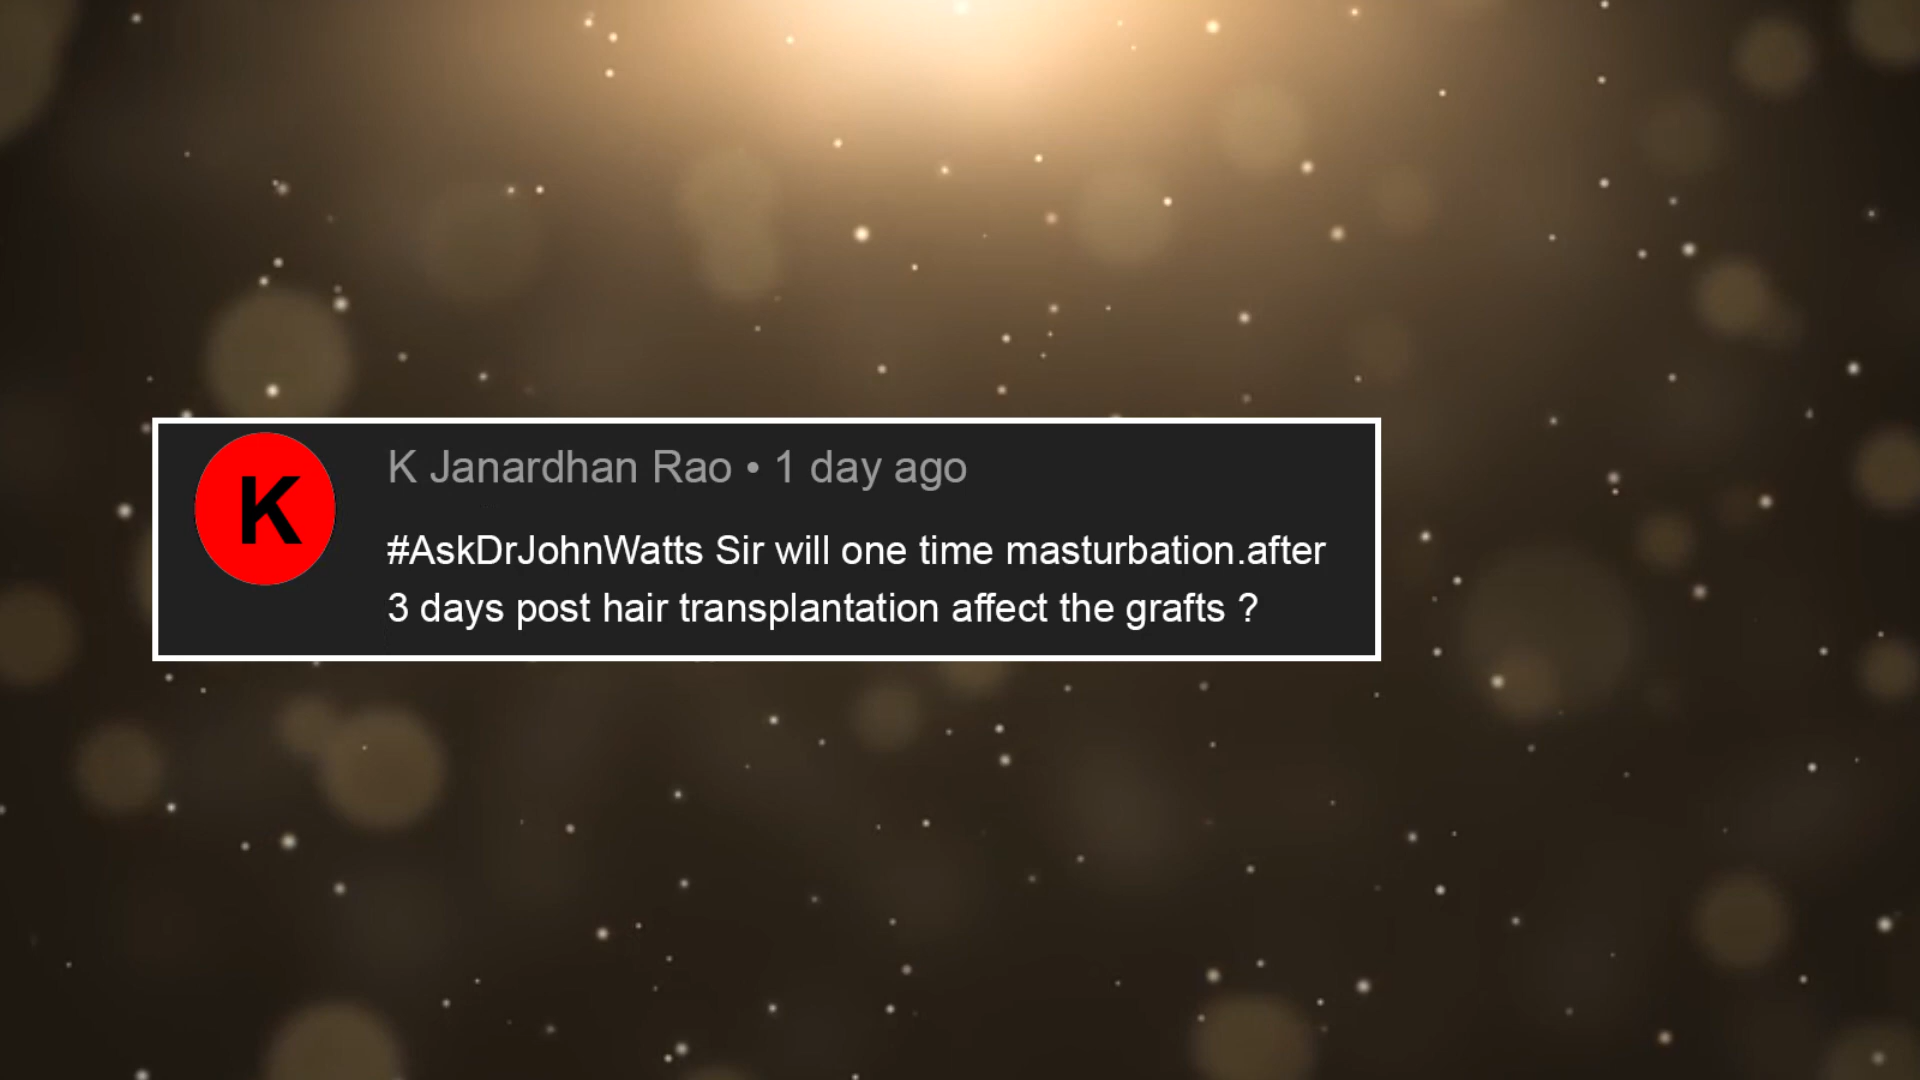 K
K Janardhan Rao • 1 day ago
#AskDrJohnWatts Sir will one time masturbation.after
3 days post hair transplantation affect the grafts ?